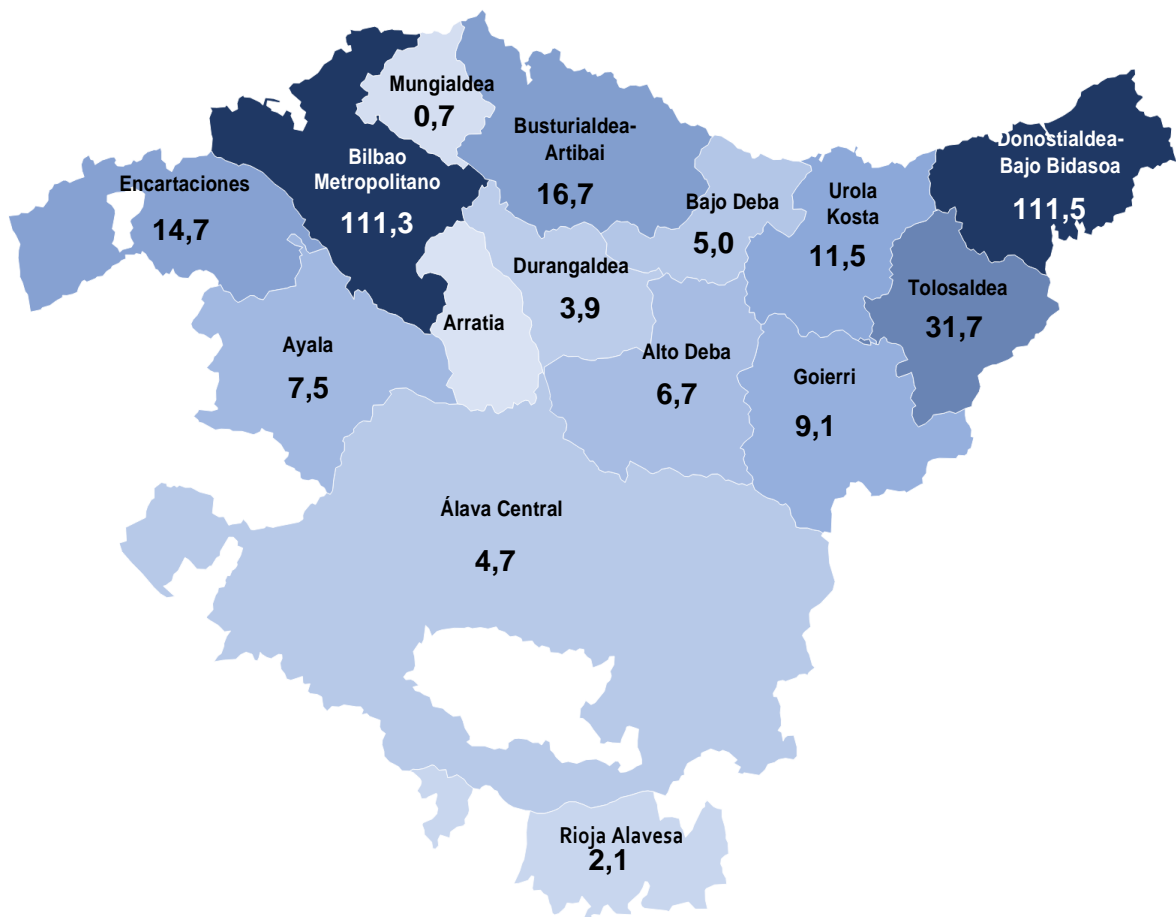 Mungialdea
0,7
Busturialdea-
Artibai
16,7
Bilbao
Metropolitano
111,3
Encartaciones
14,7
Donostialdea-
Bajo Bidasoa
111,5
Bajo Deba
5,0
Urola
Kosta
11,5
Durangaldea
3,9
Tolosaldea
31,7
Arratia
Ayala
7,5
Alto Deba
6,7
Goierri
9,1
Álava Central
4,7
Rioja Alavesa
2,1